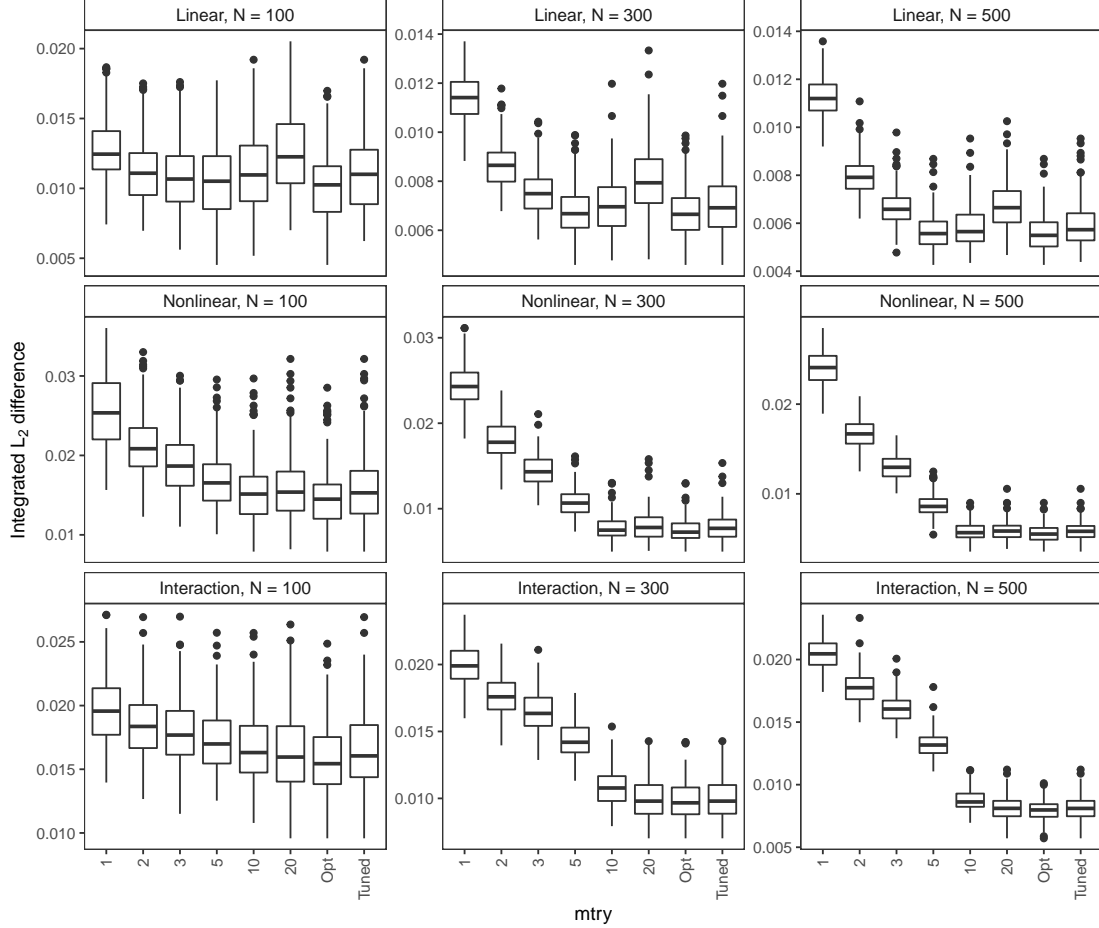 Linear, N = 100
Linear, N = 300
Linear, N = 500
0.020
0.015
0.010
0.005
0.014
0.012
0.010
0.008
0.006
0.014
0.012
0.010
0.008
0.006
0.004
Nonlinear, N = 100
Nonlinear, N = 300
Nonlinear, N = 500
0.03
0.02
0.01
0.03
0.02
0.01
0.02
0.01
Interaction, N = 100
Interaction, N = 300
Interaction, N = 500
0.025
0.020
0.015
0.010
0.020
0.015
0.010
0.020
0.015
0.010
0.005
Integrated L₂ difference
1 2 3 5 10 20 Opt Tuned
1 2 3 5 10 20 Opt Tuned
1 2 3 5 10 20 Opt Tuned
mtry